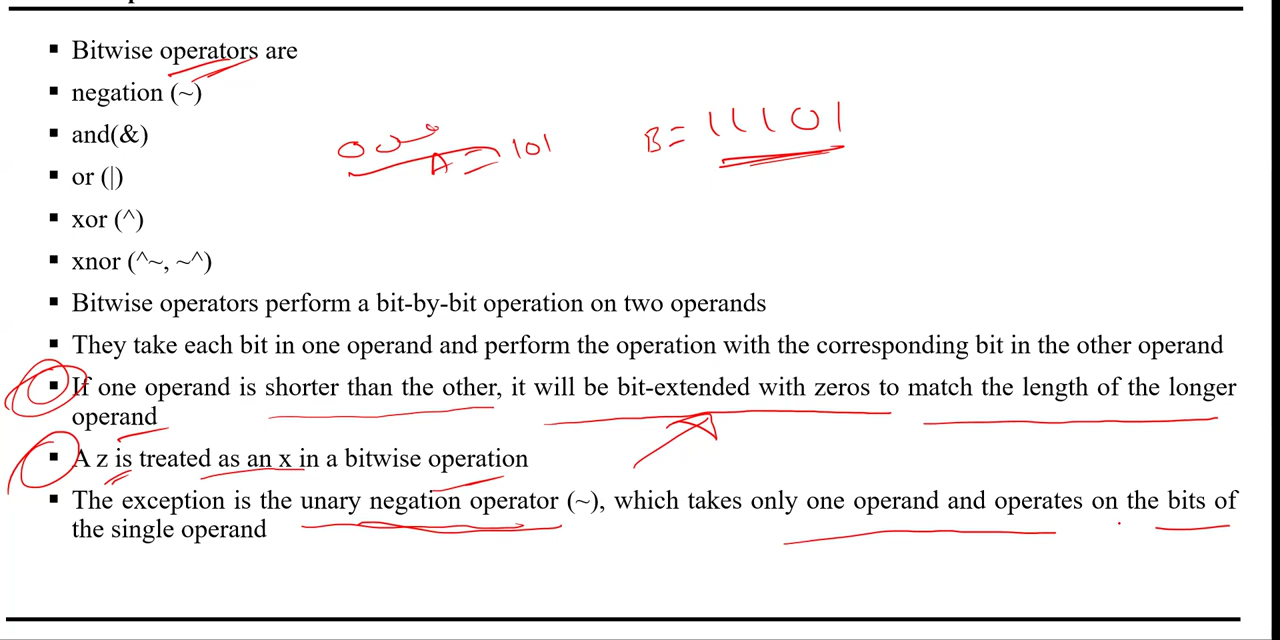 ▪ Bitwise operators are
▪ negation (~)
▪ and(&)
A = 101
B = 11101
▪ or (|)
▪ xor (^)
▪ xnor (^~, ~^)
▪ Bitwise operators perform a bit-by-bit operation on two operands
▪ They take each bit in one operand and perform the operation with the corresponding bit in the other operand
▪ If one operand is shorter than the other, it will be bit-extended with zeros to match the length of the longer
operand
▪ A z is treated as an x in a bitwise operation
▪ The exception is the unary negation operator (~), which takes only one operand and operates on the bits of
the single operand